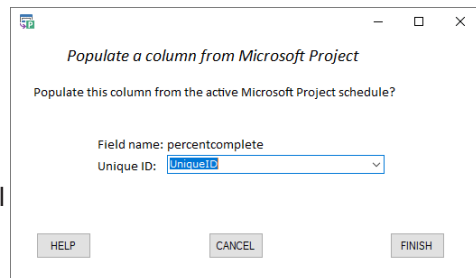 Populate a column from Microsoft Project
Populate this column from the active Microsoft Project schedule?
Field name: percentcomplete
Unique ID: UniqueID
HELP CANCEL FINISH